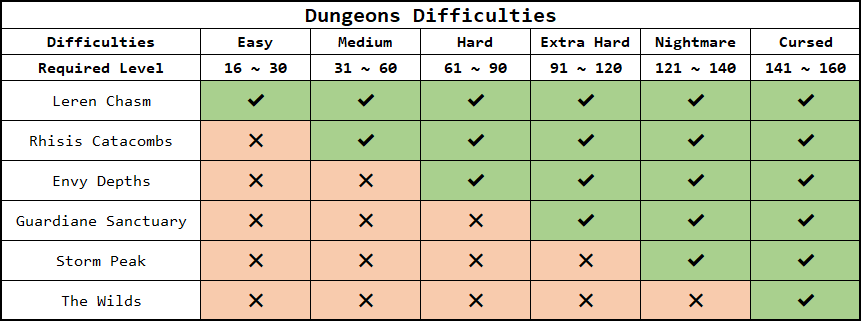 Dungeons Difficulties
Difficulties Easy Medium Hard Extra Hard Nightmare Cursed
Required Level 16 ~ 30 31 ~ 60 61 ~ 90 91 ~ 120 121 ~ 140 141 ~ 160
Leren Chasm ✓ ✓ ✓ ✓ ✓ ✓
Rhisis Catacombs ✕ ✓ ✓ ✓ ✓ ✓
Envy Depths ✕ ✕ ✓ ✓ ✓ ✓
Guardiane Sanctuary ✕ ✕ ✕ ✓ ✓ ✓
Storm Peak ✕ ✕ ✕ ✕ ✓ ✓
The Wilds ✕ ✕ ✕ ✕ ✕ ✓